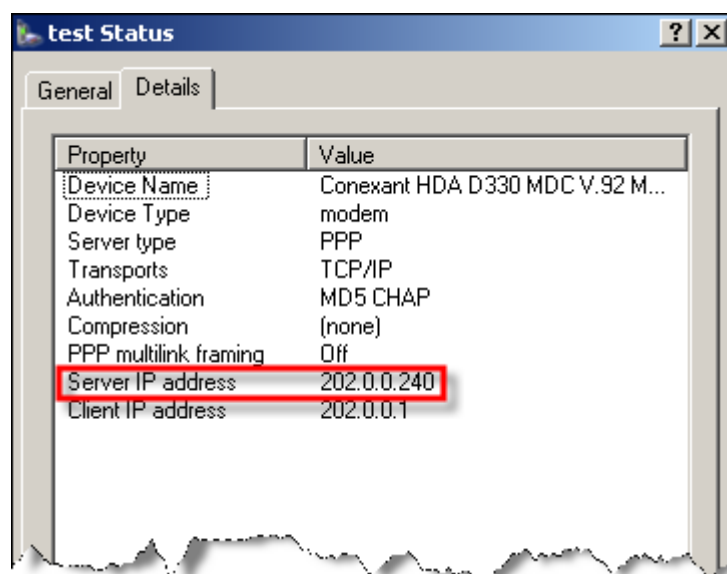 test Status
General Details
Property Value
Device Name Conexant HDA D330 MDC V.92 M...
Device Type modem
Server type PPP
Transports TCP/IP
Authentication MD5 CHAP
Compression (none)
PPP multilink framing Off
Server IP address 202.0.0.240
Client IP address 202.0.0.1